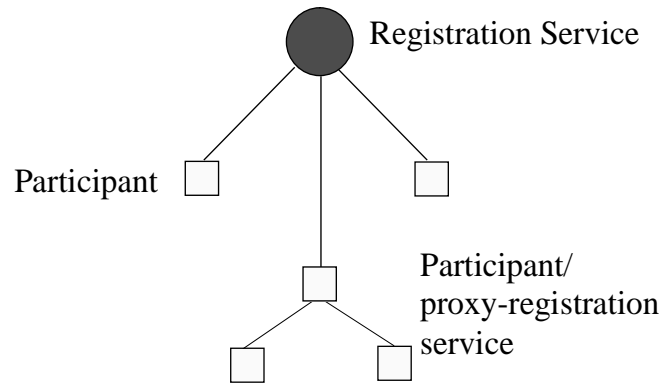 Registration Service
Participant
Participant/
proxy-registration
service